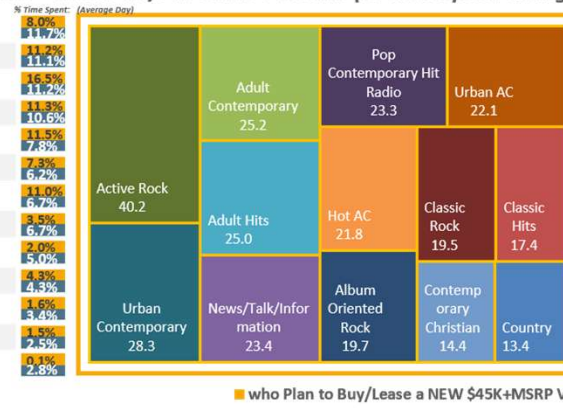 % Time Spent: (Average Day)
8.0%
11.7%
11.2%
11.1%
16.5%
11.2%
11.3%
10.6%
11.5%
7.8%
7.3%
6.2%
11.0%
6.7%
3.5%
6.7%
2.0%
5.0%
4.3%
4.3%
1.6%
3.4%
1.5%
2.5%
0.1%
2.8%
Active Rock
40.2
Urban
Contemporary
28.3
Adult
Contemporary
25.2
Adult Hits
25.0
News/Talk/Infor
mation
23.4
Pop
Contemporary Hit
Radio
23.3
Urban AC
22.1
Hot AC
21.8
Album
Oriented
Rock
19.7
Classic
Rock
19.5
Classic
Hits
17.4
Contemp
orary
Christian
14.4
Country
13.4
who Plan to Buy/Lease a NEW $45K+MSRP